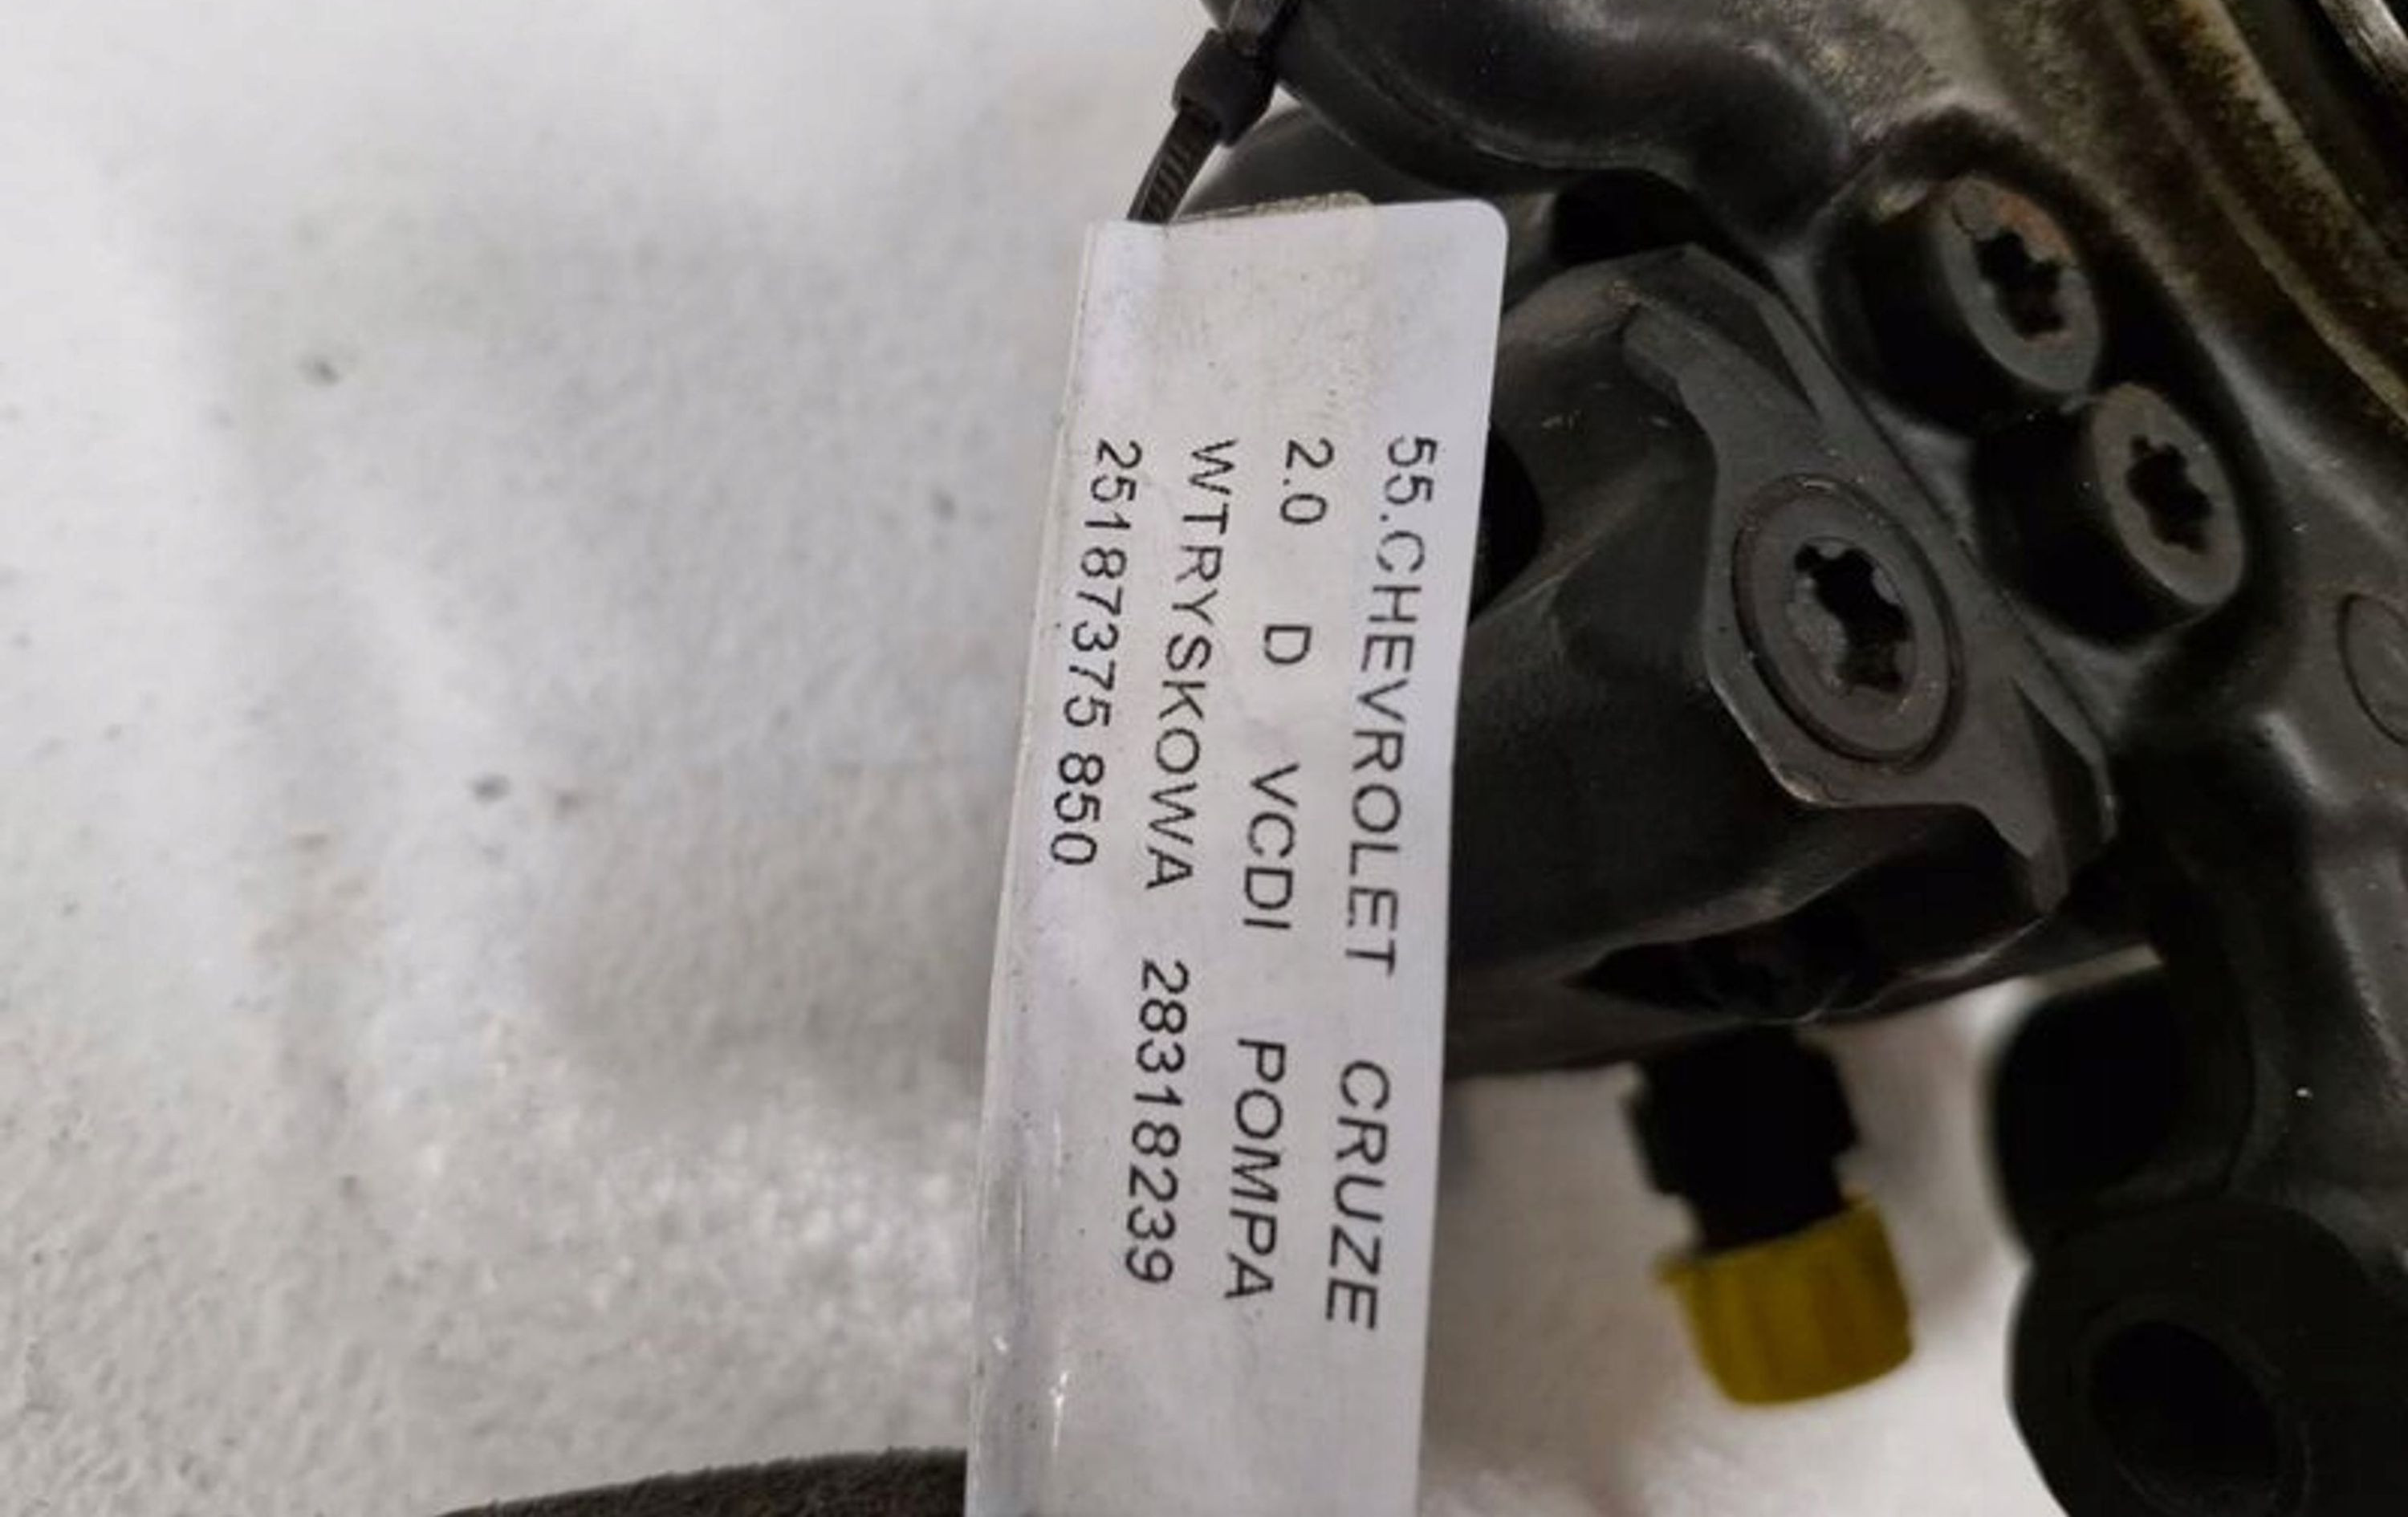 55.CHEVROLET CRUZE
2.0 D VCDI POMPA
WTRYSKOWA 28318239
25187375 850